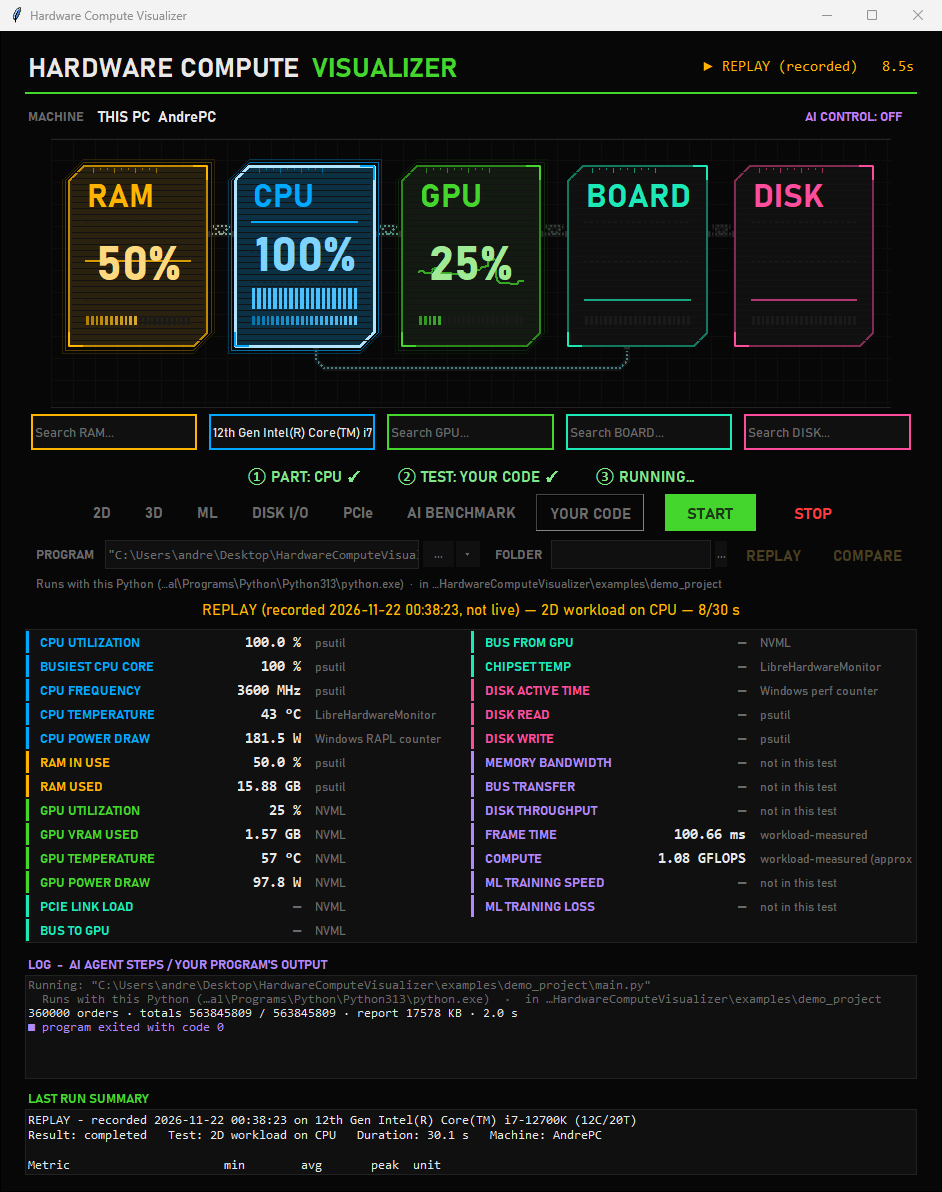 Hardware Compute Visualizer
HARDWARE COMPUTE VISUALIZER
▶ REPLAY (recorded) 8.5s
MACHINE THIS PC AndrePC
AI CONTROL: OFF
RAM CPU GPU BOARD DISK
50% 100% 25%
Search RAM... 12th Gen Intel(R) Core(TM) i7 Search GPU... Search BOARD... Search DISK...
① PART: CPU ✓ ② TEST: YOUR CODE ✓ ③ RUNNING...
2D 3D ML DISK I/O PCIe AI BENCHMARK YOUR CODE START STOP
PROGRAM "C:\Users\andre\Desktop\HardwareComputeVisual ... FOLDER ... REPLAY COMPARE
Runs with this Python (…al\Programs\Python\Python313\python.exe) · in …HardwareComputeVisualizer\examples\demo_project
REPLAY (recorded 2026-11-22 00:38:23, not live) — 2D workload on CPU — 8/30 s
CPU UTILIZATION 100.0 % psutil
BUSIEST CPU CORE 100 % psutil
CPU FREQUENCY 3600 MHz psutil
CPU TEMPERATURE 43 °C LibreHardwareMonitor
CPU POWER DRAW 181.5 W Windows RAPL counter
RAM IN USE 50.0 % psutil
RAM USED 15.88 GB psutil
GPU UTILIZATION 25 % NVML
GPU VRAM USED 1.57 GB NVML
GPU TEMPERATURE 57 °C NVML
GPU POWER DRAW 97.8 W NVML
PCIE LINK LOAD — NVML
BUS TO GPU — NVML
BUS FROM GPU — NVML
CHIPSET TEMP — LibreHardwareMonitor
DISK ACTIVE TIME — Windows perf counter
DISK READ — psutil
DISK WRITE — psutil
MEMORY BANDWIDTH — not in this test
BUS TRANSFER — not in this test
DISK THROUGHPUT — not in this test
FRAME TIME 100.66 ms workload-measured
COMPUTE 1.08 GFLOPS workload-measured (approx
ML TRAINING SPEED — not in this test
ML TRAINING LOSS — not in this test
LOG - AI AGENT STEPS / YOUR PROGRAM'S OUTPUT
Running: "C:\Users\andre\Desktop\HardwareComputeVisualizer\examples\demo_project\main.py"
Runs with this Python (…al\Programs\Python\Python313\python.exe) · in …HardwareComputeVisualizer\examples\demo_project
360000 orders · totals 563845809 / 563845809 · report 17578 KB · 2.0 s
■ program exited with code 0
LAST RUN SUMMARY
REPLAY - recorded 2026-11-22 00:38:23 on 12th Gen Intel(R) Core(TM) i7-12700K (12C/20T)
Result: completed Test: 2D workload on CPU Duration: 30.1 s Machine: AndrePC
Metric min avg peak unit